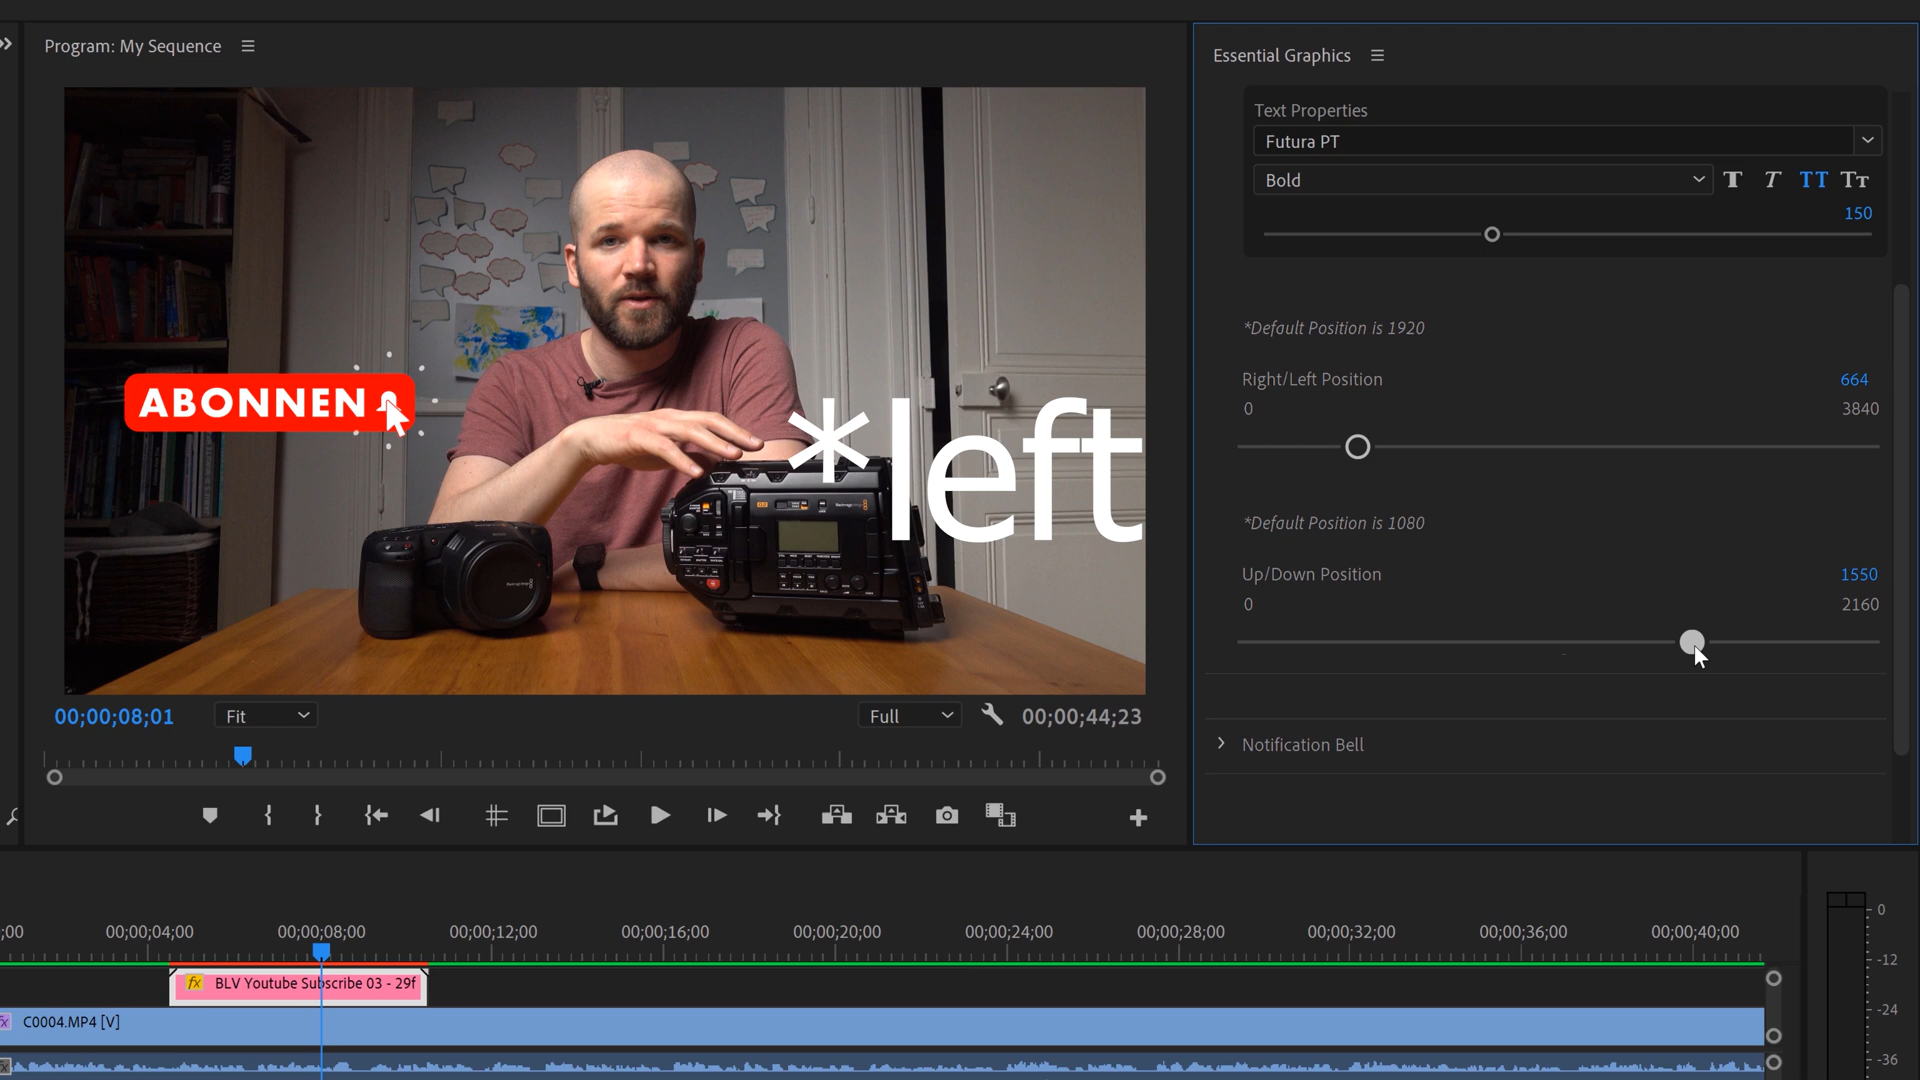 Program: My Sequence
Essential Graphics
Text Properties
Futura PT
Bold
T T TT Tт
150
ABONNEN
*left
*Default Position is 1920
Right/Left Position 664
0 3840
*Default Position is 1080
Up/Down Position 1550
0 2160
Notification Bell
00;00;08;01 Fit Full 00;00;44;23
;00 00;00;04;00 00;00;08;00 00;00;12;00 00;00;16;00 00;00;20;00 00;00;24;00 00;00;28;00 00;00;32;00 00;00;36;00 00;00;40;00
fx BLV Youtube Subscribe 03 - 29f
fx C0004.MP4 [V]
0
-12
-24
-36